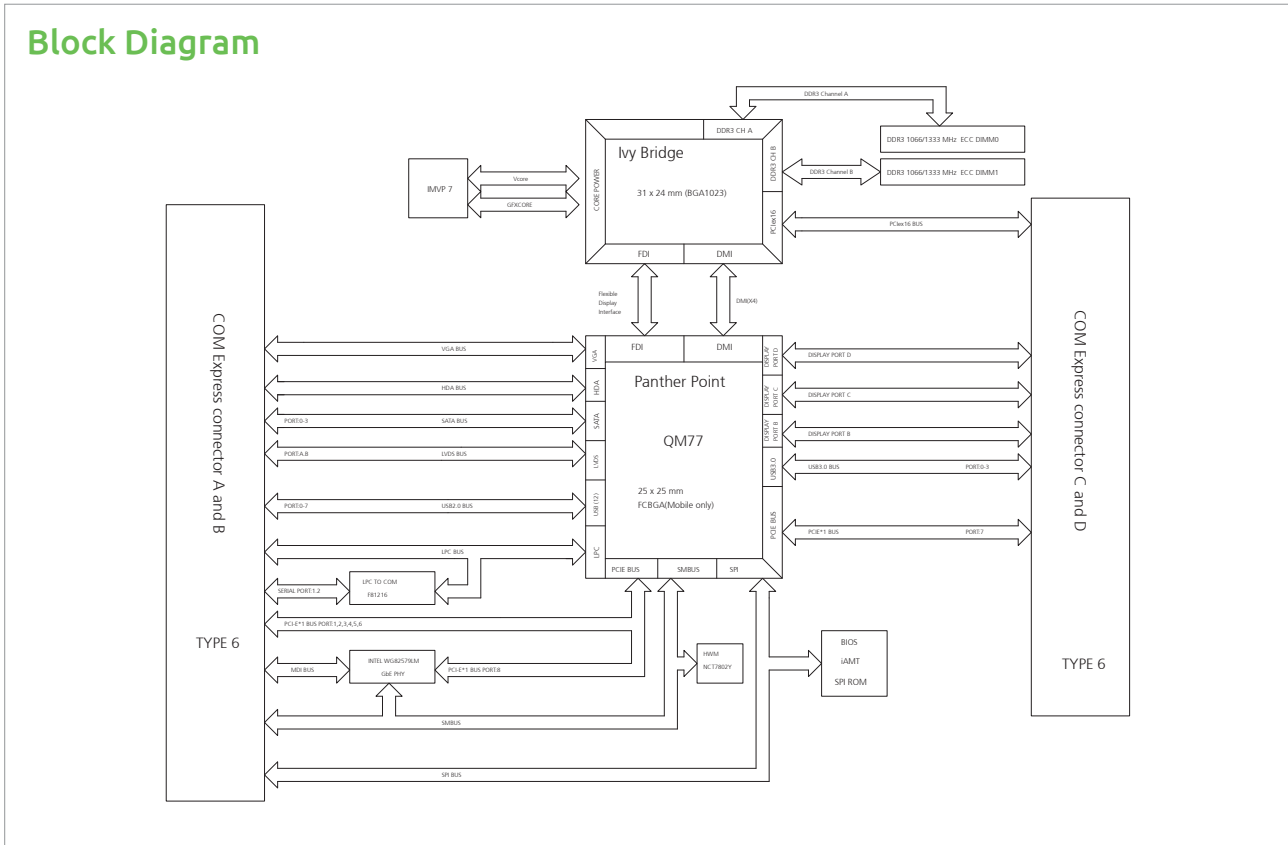 Block Diagram
DDR3 Channel A
DDR3 CH A
DDR3 1066/1333 MHz ECC DIMM0
Ivy Bridge
DDR3 CH B
DDR3 Channel B
DDR3 1066/1333 MHz ECC DIMM1
IMVP 7
Vcore
GFXCORE
CORE POWER
31 x 24 mm (BGA1023)
PCIex16
PCIex16 BUS
FDI
DMI
Flexible
Display
Interface
DMI(X4)
COM Express connector A and B
TYPE 6
COM Express connector C and D
TYPE 6
FDI
DMI
VGA BUS
VGA
DISPLAY
PORT D
DISPLAY PORT D
Panther Point
HDA BUS
HDA
DISPLAY
PORT C
DISPLAY PORT C
PORT:0-3
SATA BUS
SATA
QM77
DISPLAY
PORT B
DISPLAY PORT B
PORT:A.B
LVDS BUS
LVDS
USB3.0
USB3.0 BUS
PORT:0-3
25 x 25 mm
FCBGA(Mobile only)
PORT:0-7
USB2.0 BUS
USB (12)
PCIE BUS
PCIE*1 BUS
PORT:7
LPC BUS
LPC
PCIE BUS
SMBUS
SPI
SERIAL PORT:1.2
LPC TO COM
F81216
PCI-E*1 BUS PORT:1,2,3,4,5,6
MDI BUS
INTEL WG82579LM
GbE PHY
PCI-E*1 BUS PORT:8
HWM
NCT7802Y
BIOS
iAMT
SPI ROM
SMBUS
SPI BUS